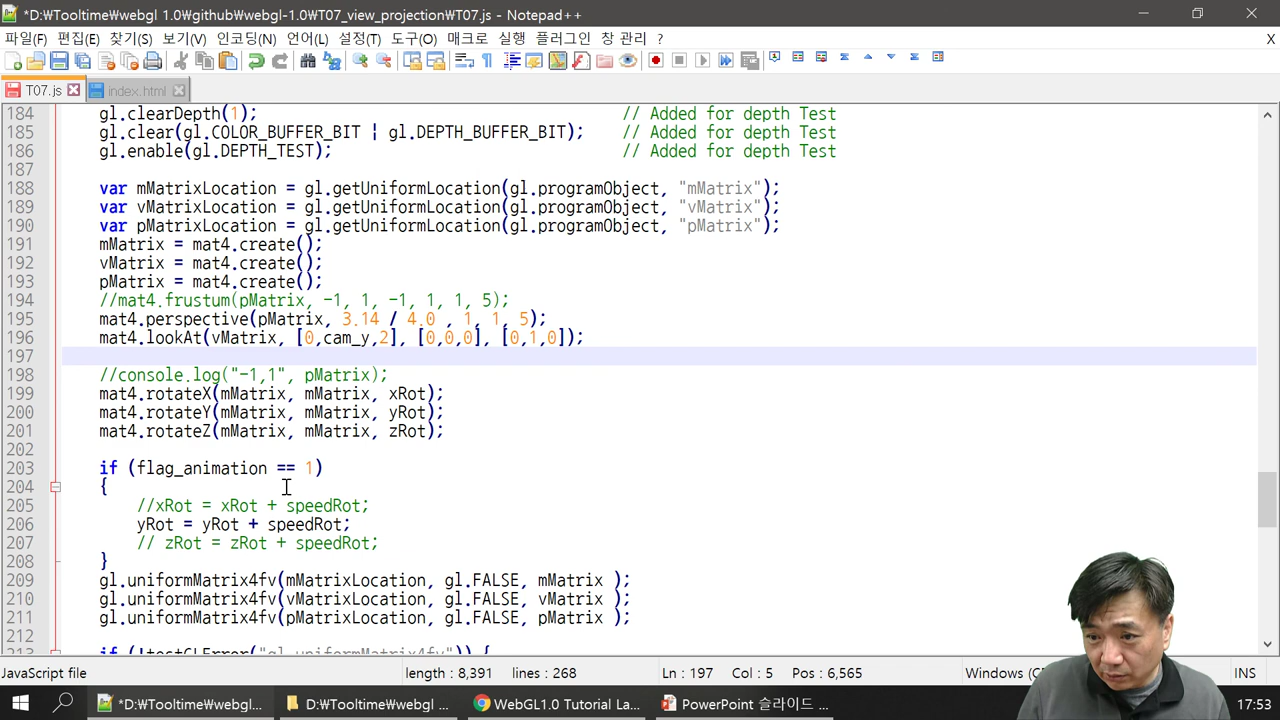 *D:₩Tooltime₩webgl 1.0₩github₩webgl-1.0₩T07_view_projection₩T07.js - Notepad++
파일(F) 편집(E) 찾기(S) 보기(V) 인코딩(N) 언어(L) 설정(T) 도구(O) 매크로 실행 플러그인 창 관리 ? X
T07.js index.html
184 gl.clearDepth(1); // Added for depth Test
185 gl.clear(gl.COLOR_BUFFER_BIT | gl.DEPTH_BUFFER_BIT); // Added for depth Test
186 gl.enable(gl.DEPTH_TEST); // Added for depth Test
187
188 var mMatrixLocation = gl.getUniformLocation(gl.programObject, "mMatrix");
189 var vMatrixLocation = gl.getUniformLocation(gl.programObject, "vMatrix");
190 var pMatrixLocation = gl.getUniformLocation(gl.programObject, "pMatrix");
191 mMatrix = mat4.create();
192 vMatrix = mat4.create();
193 pMatrix = mat4.create();
194 //mat4.frustum(pMatrix, -1, 1, -1, 1, 1, 5);
195 mat4.perspective(pMatrix, 3.14 / 4.0 , 1, 1, 5);
196 mat4.lookAt(vMatrix, [0,cam_y,2], [0,0,0], [0,1,0]);
197
198 //console.log("-1,1", pMatrix);
199 mat4.rotateX(mMatrix, mMatrix, xRot);
200 mat4.rotateY(mMatrix, mMatrix, yRot);
201 mat4.rotateZ(mMatrix, mMatrix, zRot);
202
203 if (flag_animation == 1)
204 {
205 //xRot = xRot + speedRot;
206 yRot = yRot + speedRot;
207 // zRot = zRot + speedRot;
208 }
209 gl.uniformMatrix4fv(mMatrixLocation, gl.FALSE, mMatrix );
210 gl.uniformMatrix4fv(vMatrixLocation, gl.FALSE, vMatrix );
211 gl.uniformMatrix4fv(pMatrixLocation, gl.FALSE, pMatrix );
212
213 if (!testGLError("gl.uniformMatrix4fv")) {
JavaScript file length : 8,391 lines : 268 Ln : 197 Col : 5 Pos : 6,565 Windows (C INS
*D:₩Tooltime₩webgl... D:₩Tooltime₩webgl ... WebGL1.0 Tutorial La... PowerPoint 슬라이드 ... 17:53